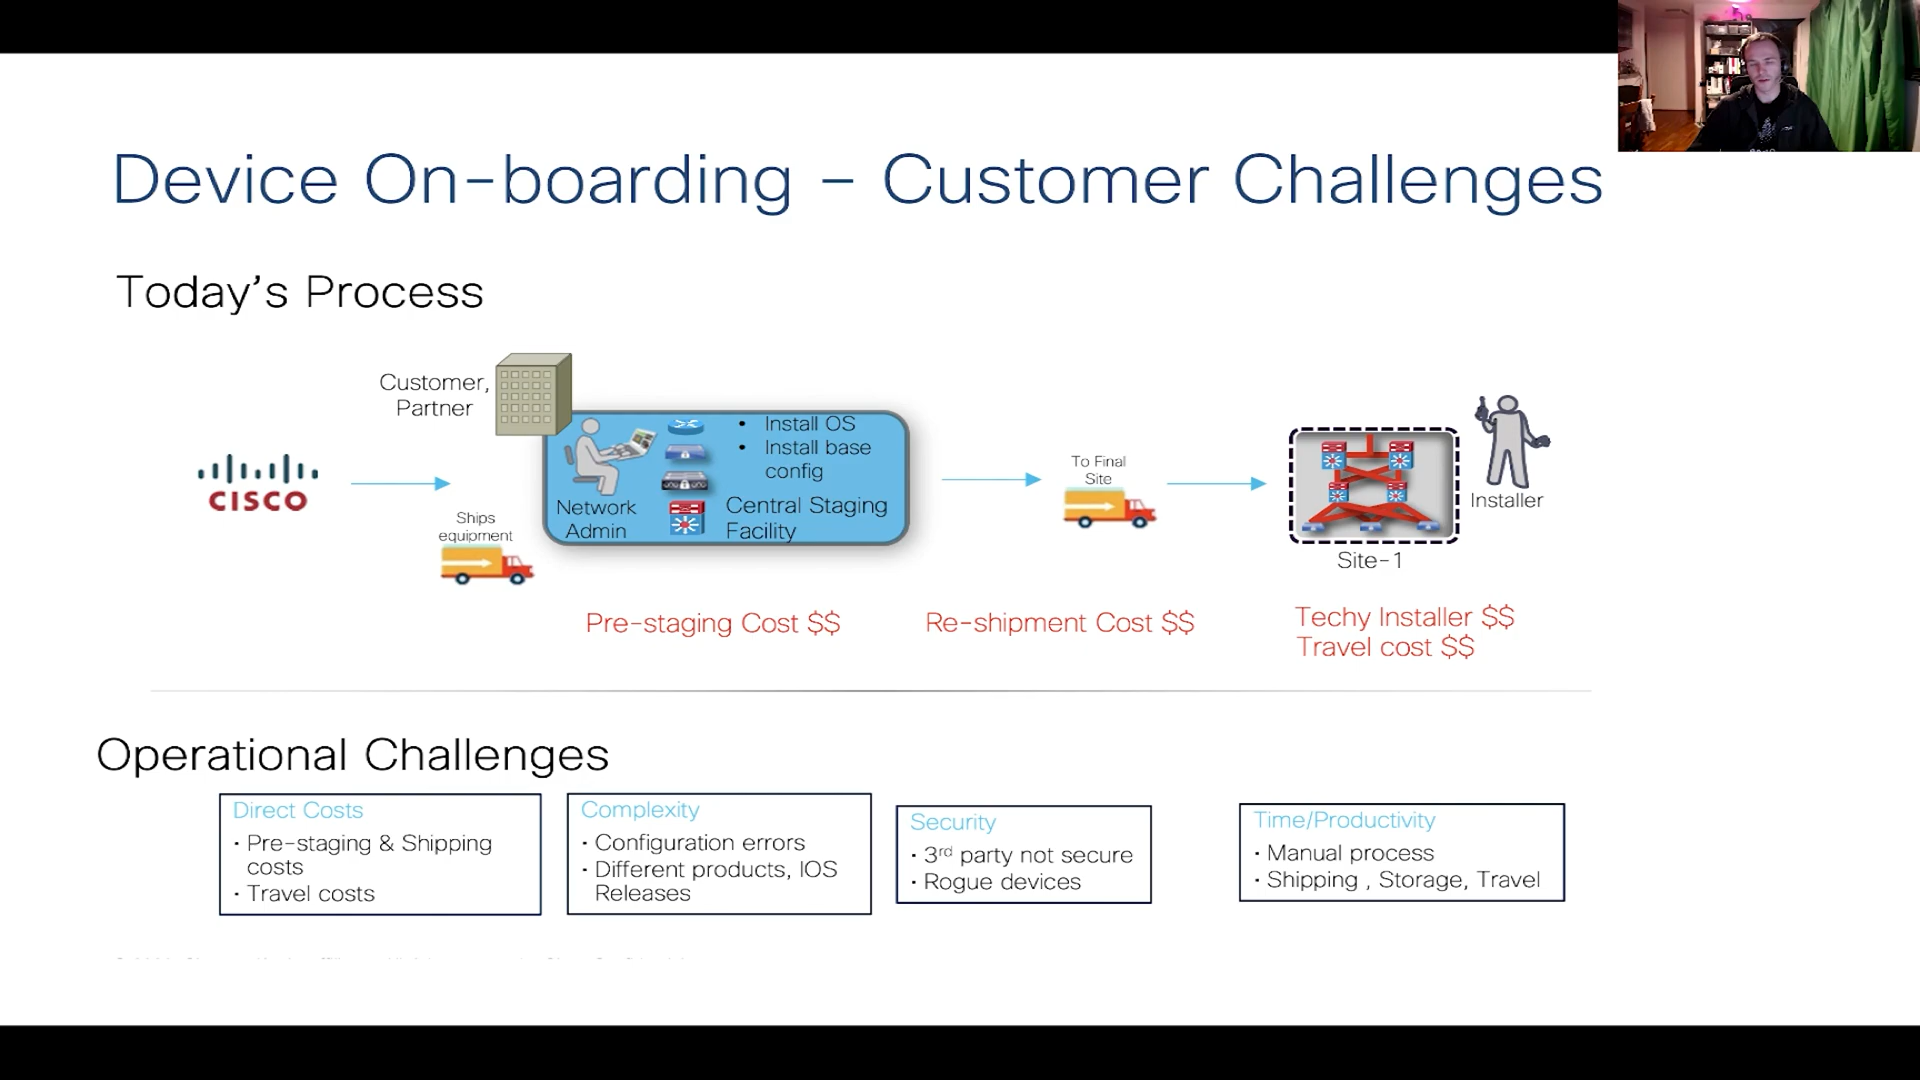 Device On-boarding - Customer Challenges
Today's Process
Customer,
Partner
CISCO
Ships
equipment
Network
Admin
• Install OS
• Install base
config
Central Staging
Facility
To Final
Site
Installer
Site-1
Pre-staging Cost $$
Re-shipment Cost $$
Techy Installer $$
Travel cost $$
Operational Challenges
Direct Costs
· Pre-staging & Shipping
costs
· Travel costs
Complexity
· Configuration errors
· Different products, IOS
Releases
Security
· 3rd party not secure
· Rogue devices
Time/Productivity
· Manual process
· Shipping , Storage, Travel